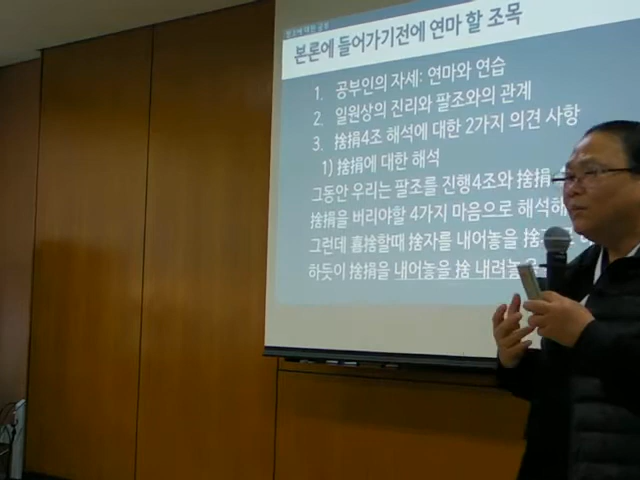 본론에 들어가기전에 연마 할 조목
1. 공부인의 자세: 연마와 연습
2. 일원상의 진리와 팔조와의 관계
3. 捨捐4조 해석에 대한 2가지 의견 사항
1) 捨捐에 대한 해석
그동안 우리는 팔조를 진행4조와 捨捐
捨捐을 버리야할 4가지 마음으로 해석해
그런데 喜捨할때 捨자를 내어놓을 捨
하듯이 捨捐을 내어놓을 捨 내려놓을